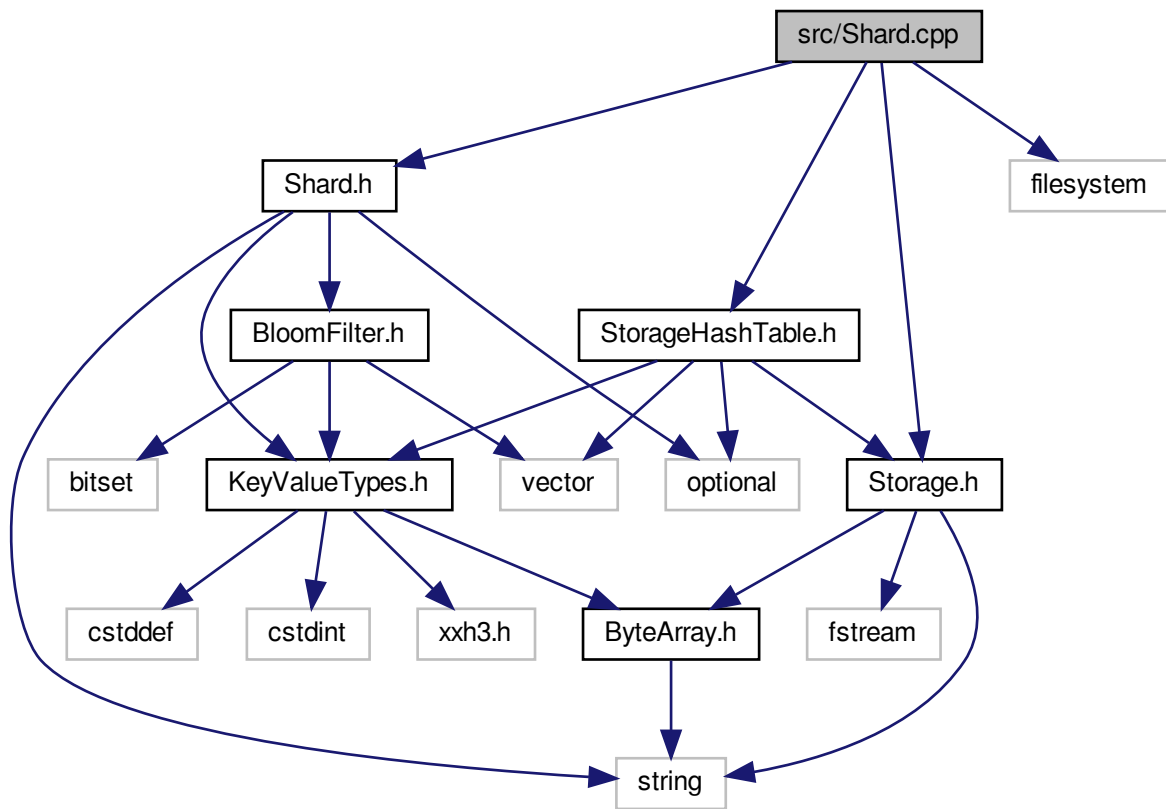 src/Shard.cpp
Shard.h
filesystem
BloomFilter.h
StorageHashTable.h
bitset
KeyValueTypes.h
vector
optional
Storage.h
cstddef
cstdint
xxh3.h
ByteArray.h
fstream
string